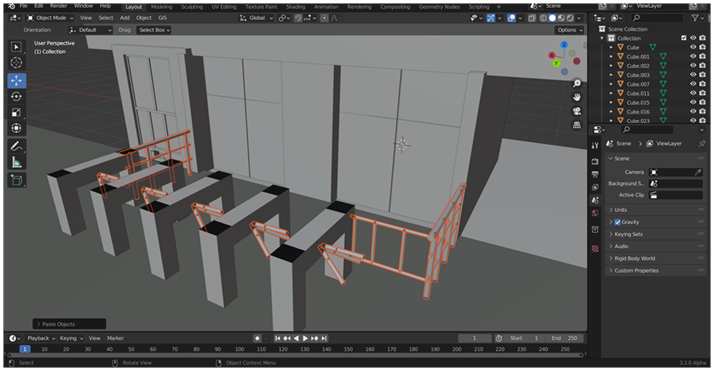 File Edit Render Window Help Layout Modeling Sculpting UV Editing Texture Paint Shading Animation Rendering Compositing Geometry Nodes Scripting Scene ViewLayer
Object Mode View Select Add Object GIS Global
Orientation: Default Drag: Select Box Options
User Perspective
(1) Collection
Scene Collection
Collection
Cube
Cube.001
Cube.002
Cube.003
Cube.007
Cube.011
Cube.015
Cube.016
Cube.023
Scene ViewLayer
Scene
Camera
Background S...
Active Clip
Units
Gravity
Keying Sets
Audio
Rigid Body World
Custom Properties
Paste Objects
Playback Keying View Marker 1 Start 1 End 250
1 10 20 30 40 50 60 70 80 90 100 110 120 130 140 150 160 170 180 190 200 210 220 230 240 250
Select Rotate View Object Context Menu 3.2.0 Alpha